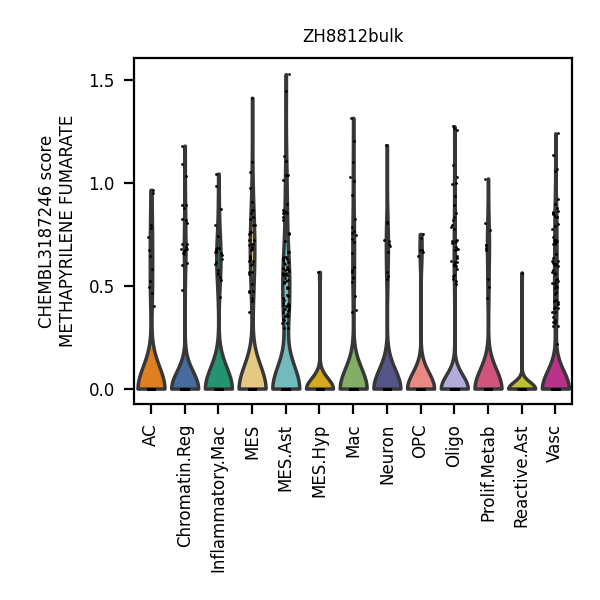 ZH8812bulk
CHEMBL3187246 score
METHAPYRILENE FUMARATE
1.5
1.0
0.5
0.0
AC
Chromatin.Reg
Inflammatory.Mac
MES
MES.Ast
MES.Hyp
Mac
Neuron
OPC
Oligo
Prolif.Metab
Reactive.Ast
Vasc